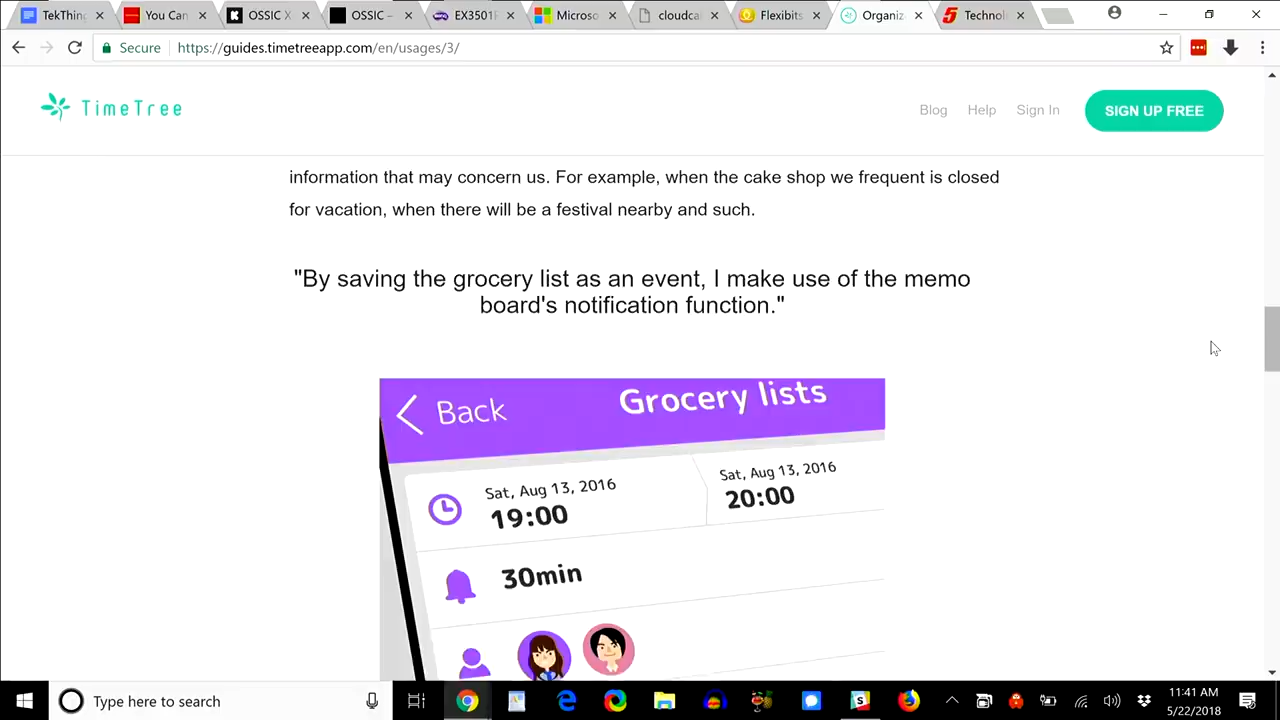 TekThing
You Can
OSSIC X
OSSIC –
EX3501R
Microso
cloudca
Flexibits
Organiz
Technol
Secure
https://guides.timetreeapp.com/en/usages/3/
TimeTree
Blog
Help
Sign In
SIGN UP FREE
information that may concern us. For example, when the cake shop we frequent is closed
for vacation, when there will be a festival nearby and such.
"By saving the grocery list as an event, I make use of the memo
board's notification function."
Back
Grocery lists
Sat, Aug 13, 2016
19:00
Sat, Aug 13, 2016
20:00
30min
Type here to search
11:41 AM
5/22/2018